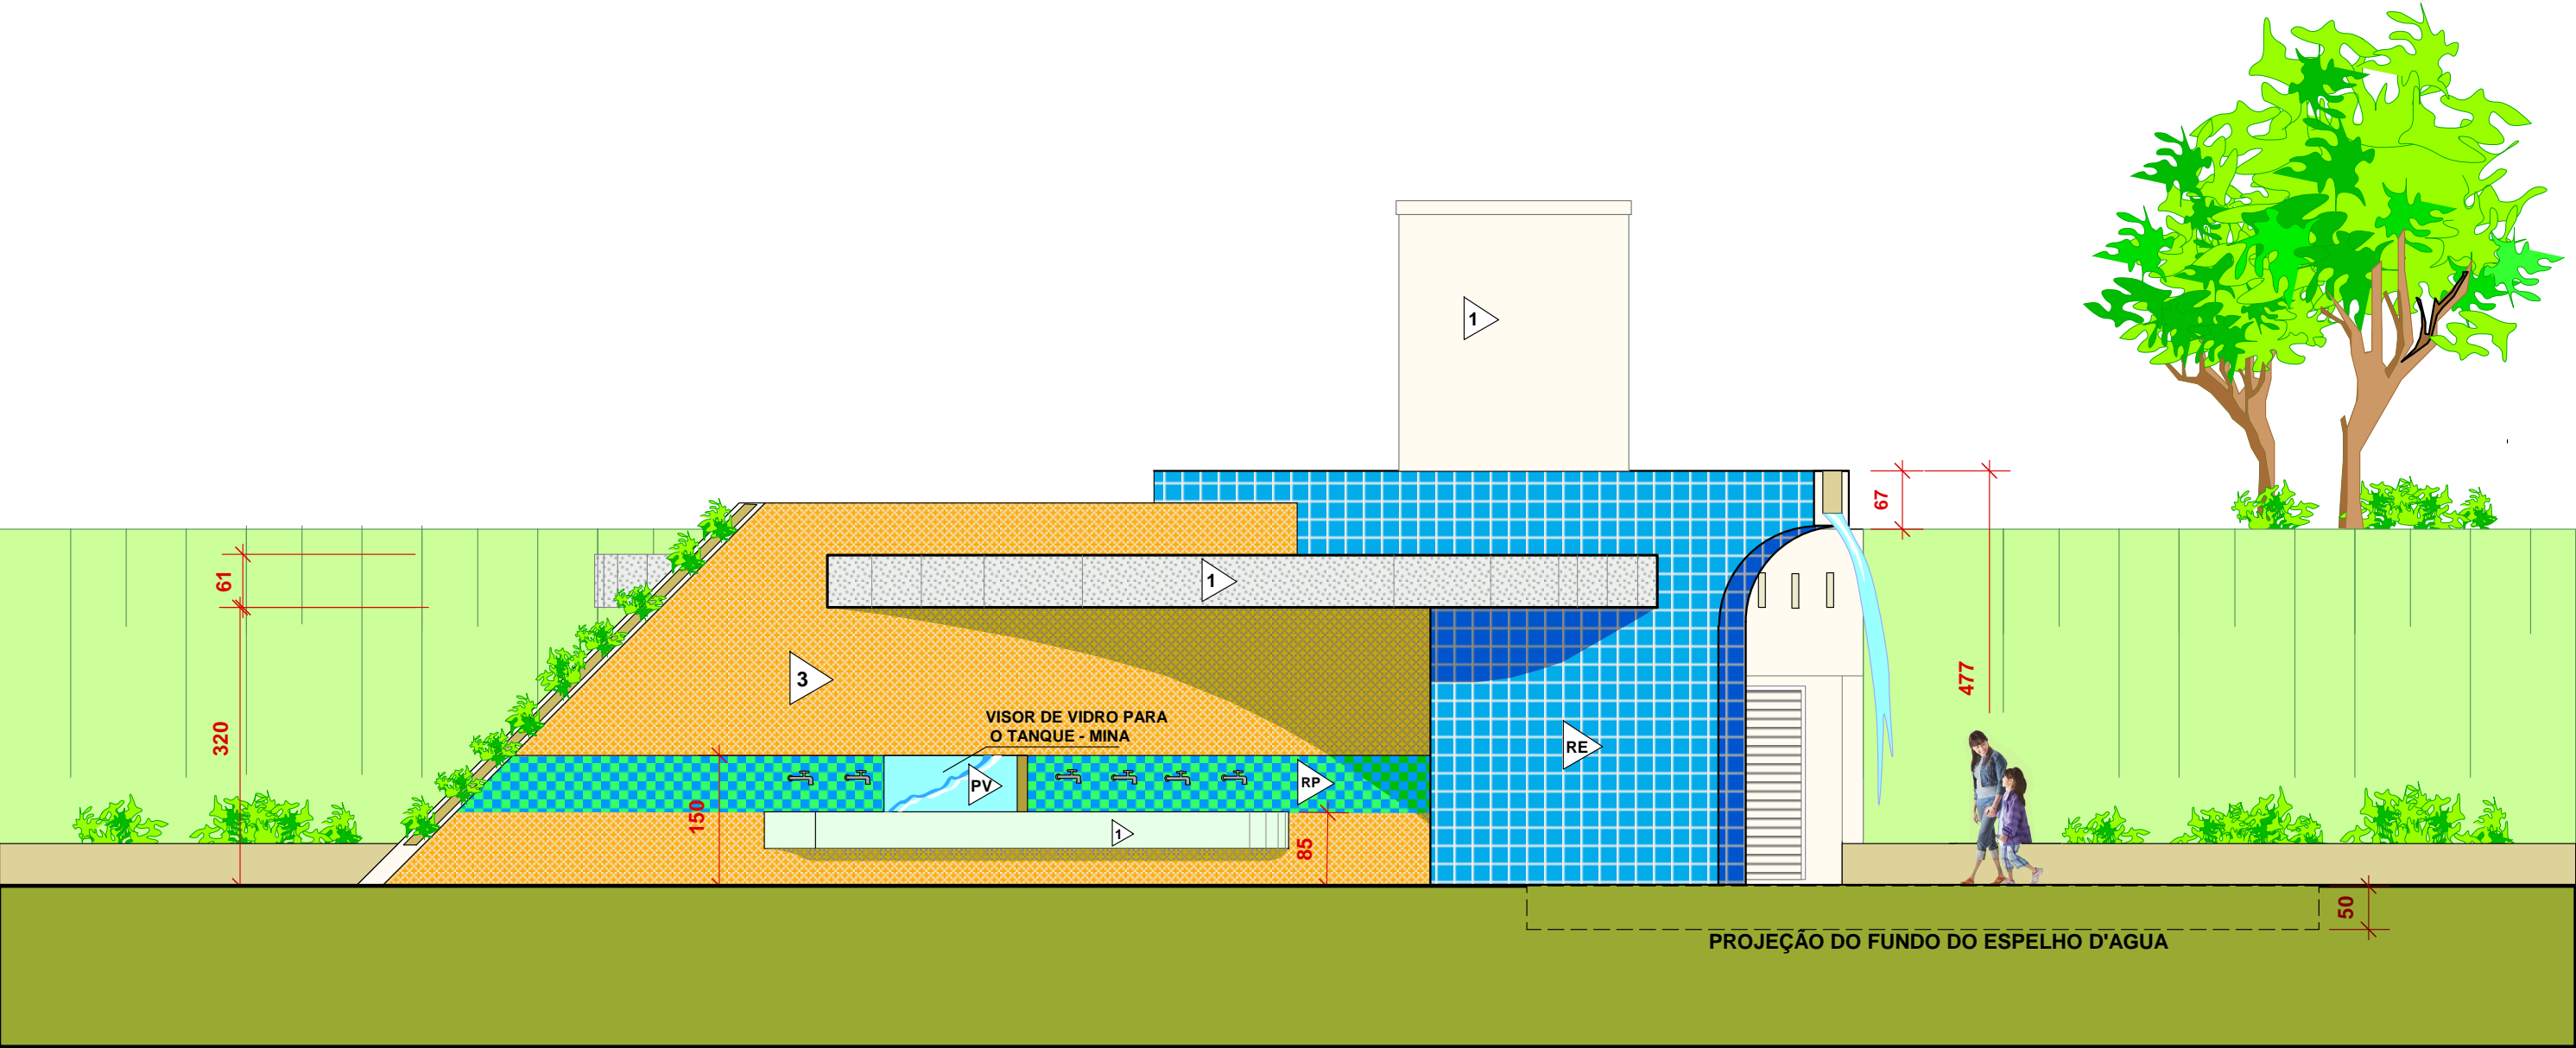 1
67
1
61
477
3
320
VISOR DE VIDRO PARA
O TANQUE - MINA
RE
PV
RP
150
1
85
50
PROJEÇÃO DO FUNDO DO ESPELHO D'AGUA